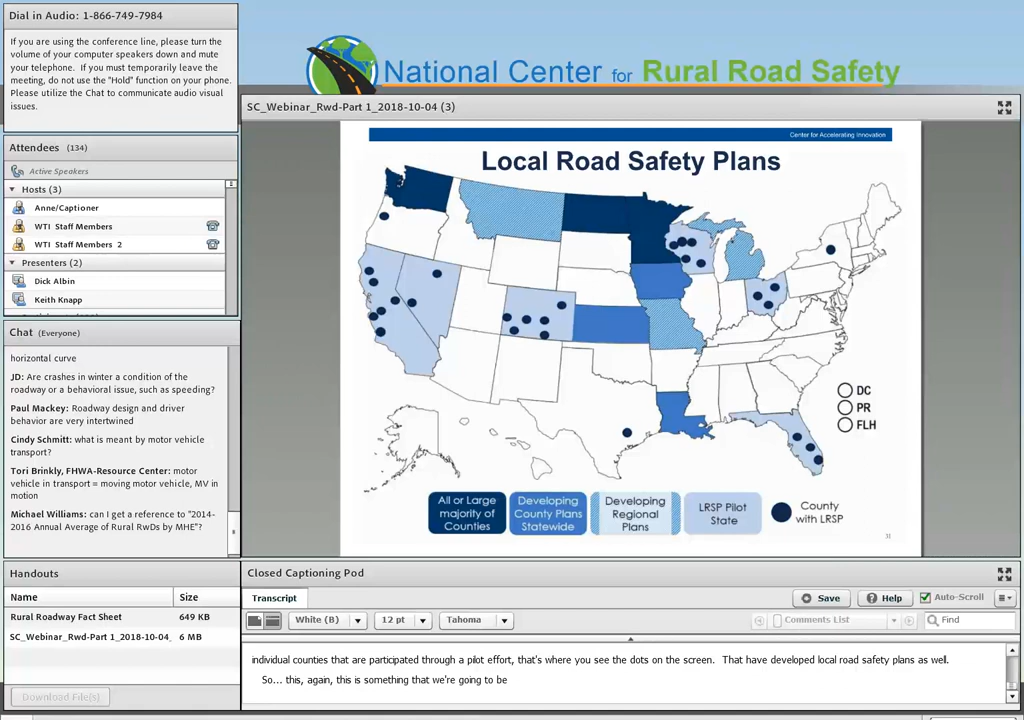 Dial in Audio: 1-866-749-7984
If you are using the conference line, please turn the
volume of your computer speakers down and mute
your telephone. If you must temporarily leave the
meeting, do not use the "Hold" function on your phone.
Please utilize the Chat to communicate audio visual
issues.
National Center for Rural Road Safety
SC_Webinar_Rwd-Part 1_2018-10-04 (3)
Attendees (134)
Active Speakers
Hosts (3)
Anne/Captioner
WTI Staff Members
WTI Staff Members 2
Presenters (2)
Dick Albin
Keith Knapp
Center for Accelerating Innovation
Local Road Safety Plans
DC
PR
FLH
All or Large
majority of
Counties
Developing
County Plans
Statewide
Developing
Regional
Plans
LRSP Pilot
State
County
with LRSP
31
Chat (Everyone)
horizontal curve
JD: Are crashes in winter a condition of the
roadway or a behavioral issue, such as speeding?
Paul Mackey: Roadway design and driver
behavior are very intertwined
Cindy Schmitt: what is meant by motor vehicle
transport?
Tori Brinkly, FHWA-Resource Center: motor
vehicle in transport = moving motor vehicle, MV in
motion
Michael Williams: can I get a reference to "2014-
2016 Annual Average of Rural RwDs by MHE"?
Handouts
Name Size
Rural Roadway Fact Sheet 649 KB
SC_Webinar_Rwd-Part 1_2018-10-04_ 6 MB
Download File(s)
Closed Captioning Pod
Transcript
Save
Help
Auto-Scroll
White (B)
12 pt
Tahoma
Comments List
Find
individual counties that are participated through a pilot effort, that's where you see the dots on the screen. That have developed local road safety plans as well.
So... this, again, this is something that we're going to be